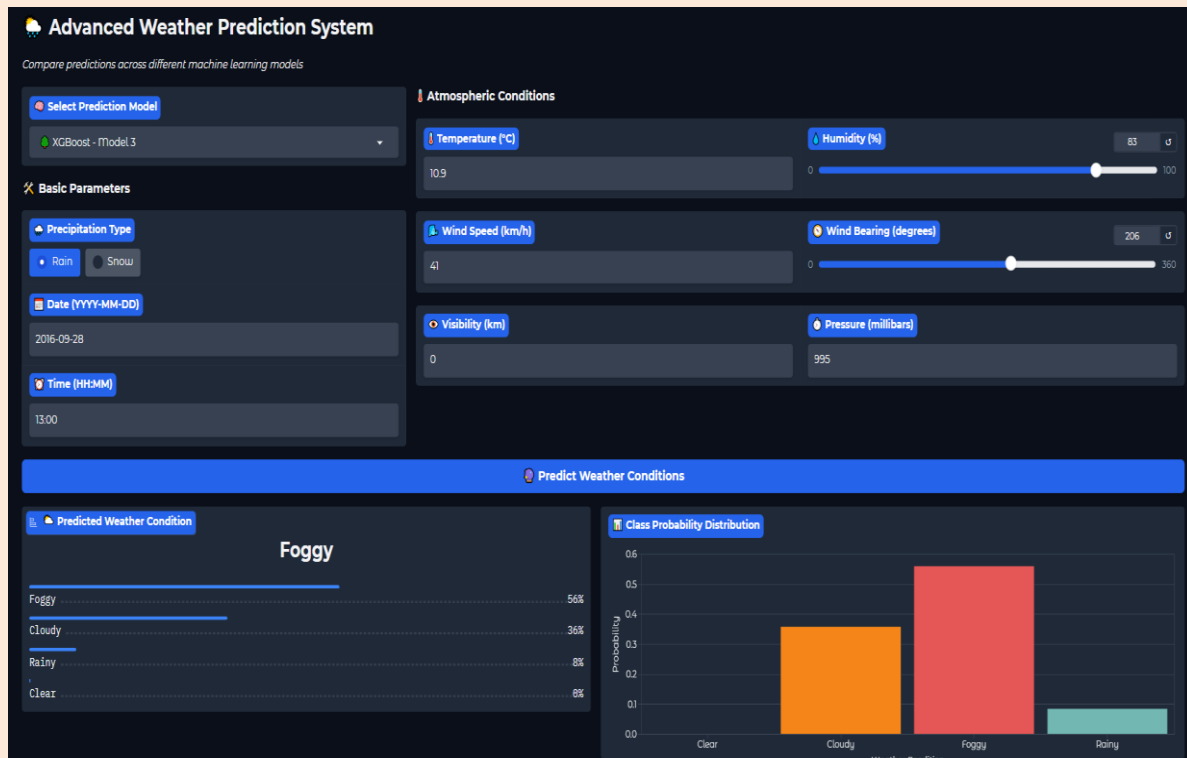 Advanced Weather Prediction System
Compare predictions across different machine learning models
Select Prediction Model
XGBoost - Model 3
Basic Parameters
Precipitation Type
Rain Snow
Date (YYYY-MM-DD)
2016-09-28
Time (HH:MM)
13:00
Atmospheric Conditions
Temperature (°C)
10.9
Humidity (%)
83
0 100
Wind Speed (km/h)
41
Wind Bearing (degrees)
206
0 360
Visibility (km)
0
Pressure (millibars)
995
Predict Weather Conditions
Predicted Weather Condition
Foggy
Foggy 56%
Cloudy 36%
Rainy 8%
Clear 0%
Class Probability Distribution
Probability
0.6
0.5
0.4
0.3
0.2
0.1
0.0
Clear Cloudy Foggy Rainy